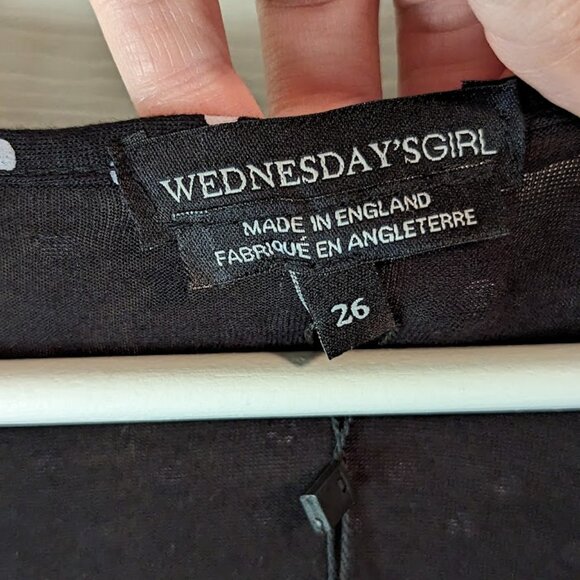 WEDNESDAY'SGIRL
MADE IN ENGLAND
FABRIQUÉ EN ANGLETERRE
26